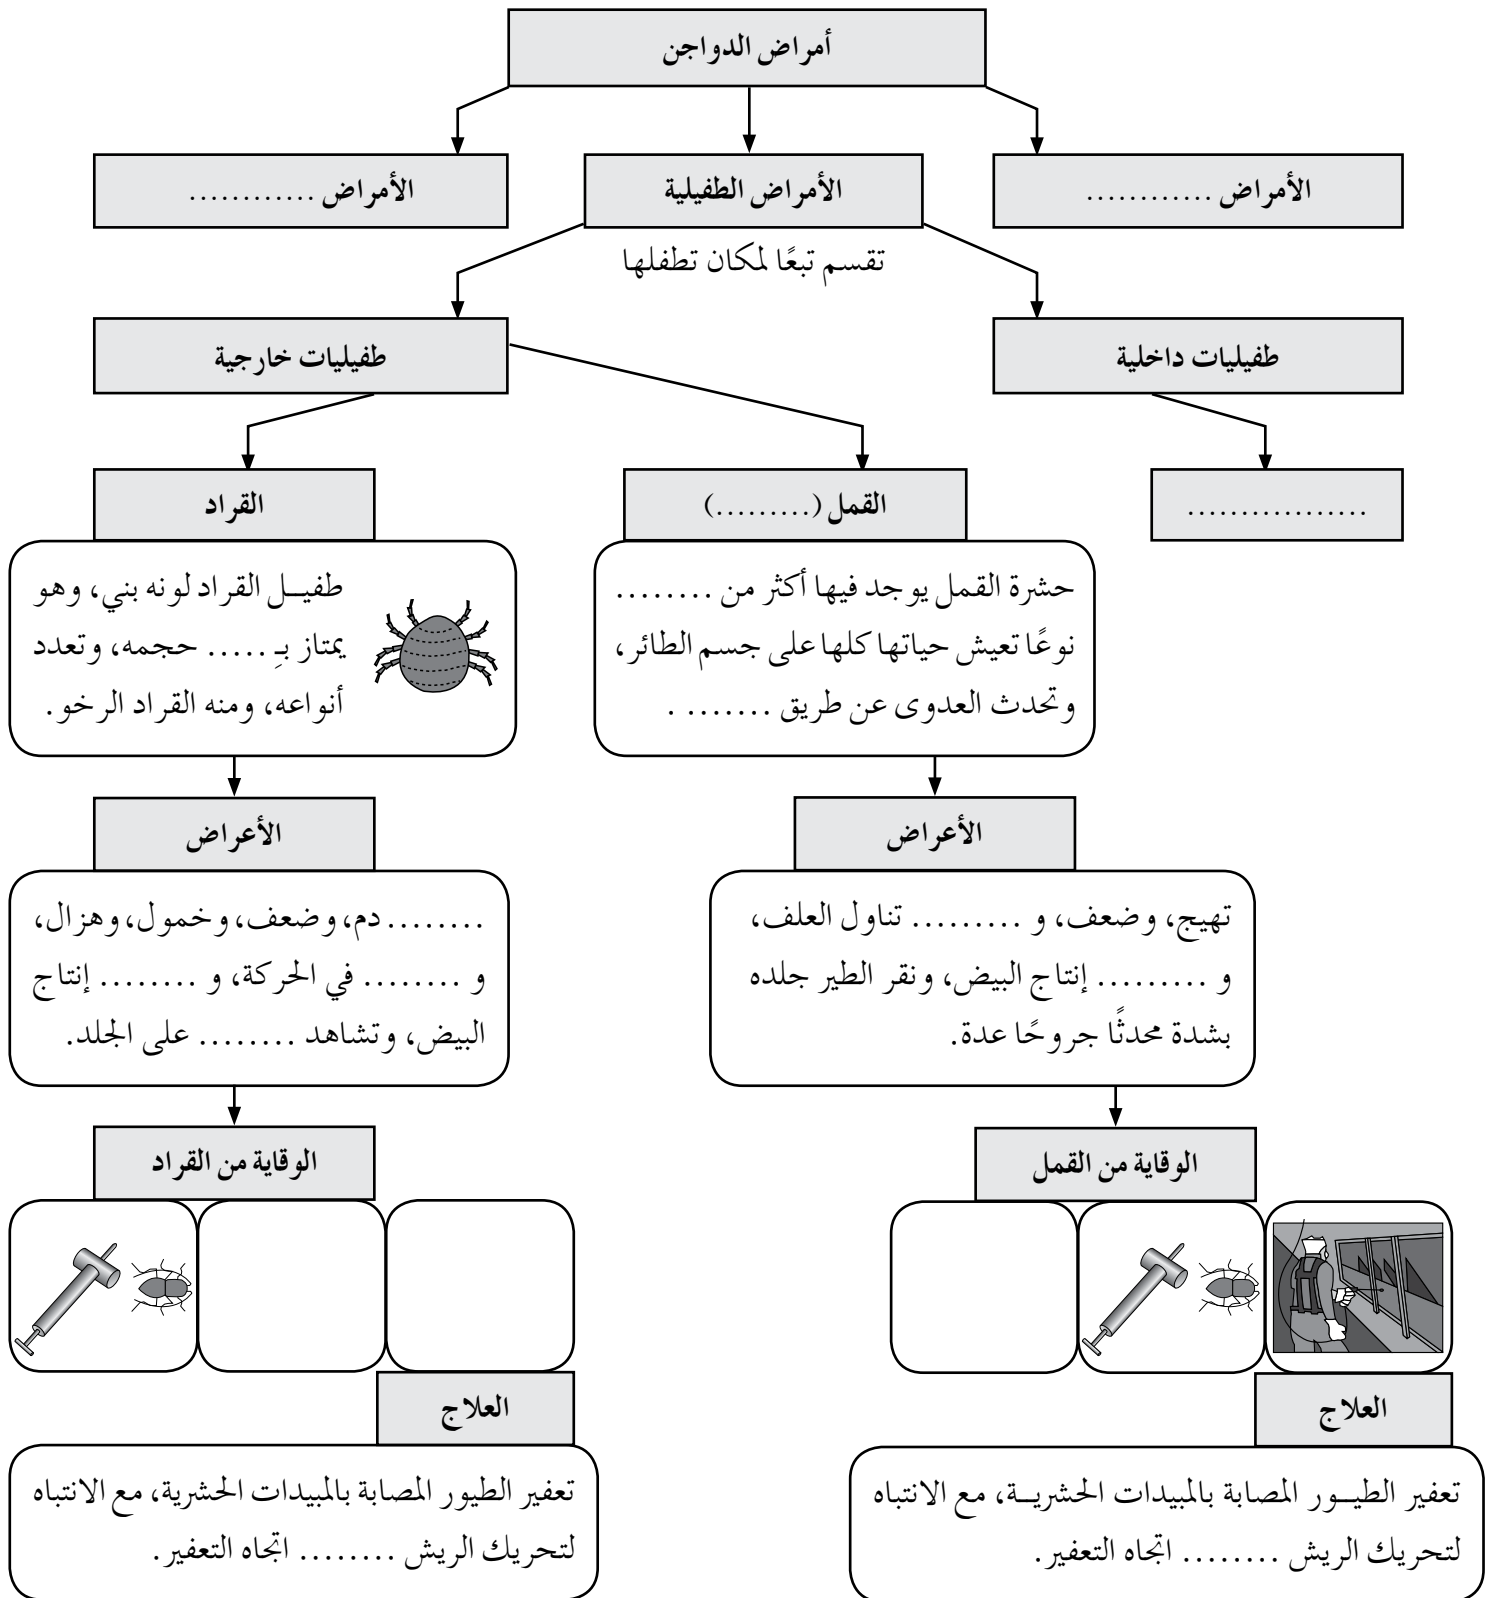 أمراض الدواجن
الأمراض ............
الأمراض الطفيلية
الأمراض ............
تقسم تبعًا لمكان تطفلها
طفيليات داخلية
طفيليات خارجية
.................
القمل (.........)
القراد
حشرة القمل يوجد فيها أكثر من ........
نوعًا تعيش حياتها كلها على جسم الطائر،
وتحدث العدوى عن طريق ....... .
طفيــل القراد لونه بني، وهو
يمتاز بـِ ..... حجمه، وتعدد
أنواعه، ومنه القراد الرخو.
الأعراض
تهيج، وضعف، و ......... تناول العلف،
و ......... إنتاج البيض، ونقر الطير جلده
بشدة محدثًا جروحًا عدة.
الأعراض
........ دم، وضعف، وخمول، وهزال،
و ........ في الحركة، و ........ إنتاج
البيض، وتشاهد ........ على الجلد.
الوقاية من القمل
الوقاية من القراد
العلاج
تعفير الطيــور المصابة بالمبيدات الحشريــة، مع الانتباه
لتحريك الريش ........ اتجاه التعفير.
العلاج
تعفير الطيور المصابة بالمبيدات الحشرية، مع الانتباه
لتحريك الريش ........ اتجاه التعفير.